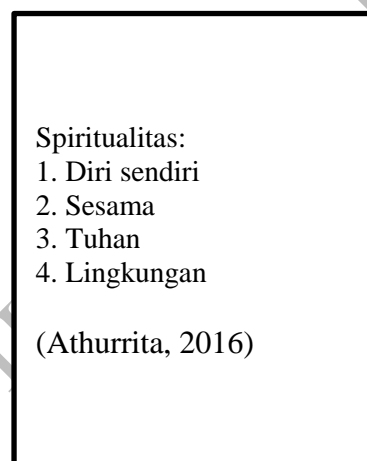 Spiritualitas:
1. Diri sendiri
2. Sesama
3. Tuhan
4. Lingkungan
(Athurrita, 2016)